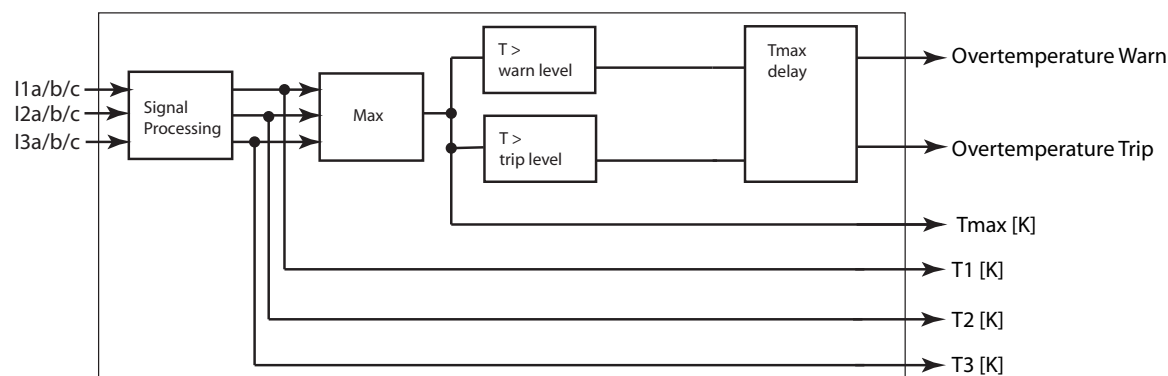 I1a/b/c
I2a/b/c
I3a/b/c
Signal
Processing
Max
T >
warn level
T >
trip level
Tmax
delay
Overtemperature Warn
Overtemperature Trip
Tmax [K]
T1 [K]
T2 [K]
T3 [K]